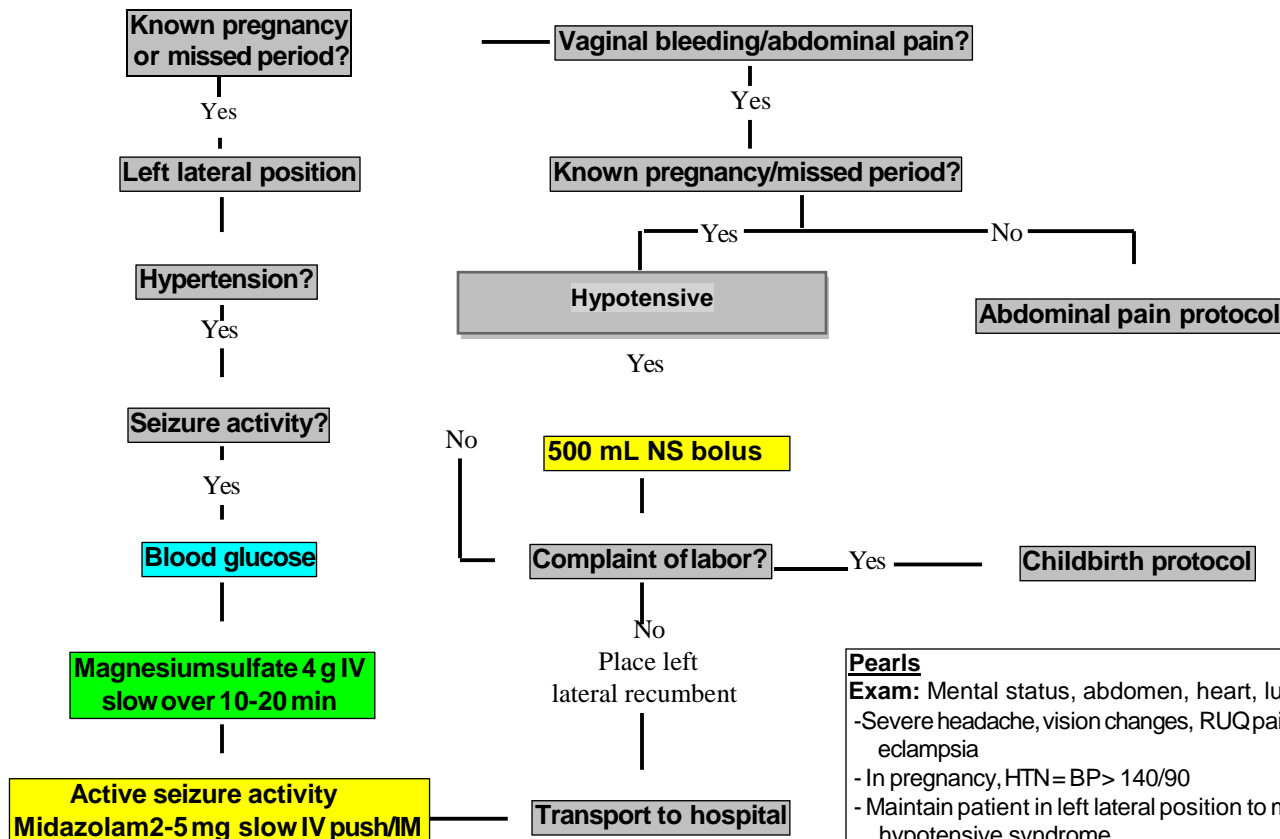 Known pregnancy
or missed period?
Vaginal bleeding/abdominal pain?
Yes
Yes
Left lateral position
Known pregnancy/missed period?
Yes
No
Hypertension?
Hypotensive
Abdominal pain protocol
Yes
Yes
Seizure activity?
No
500 mL NS bolus
Yes
Blood glucose
Complaint of labor?
Yes
Childbirth protocol
No
Place left
lateral recumbent
Magnesiumsulfate 4 g IV
slow over 10-20 min
Pearls
Exam: Mental status, abdomen, heart,
-Severe headache, vision changes, RUQ
eclampsia
- In pregnancy, HTN= BP> 140/90
- Maintain patient in left lateral position to
hypotensive syndrome
Active seizure activity
Midazolam2-5 mg slow IV push/IM
Transport to hospital